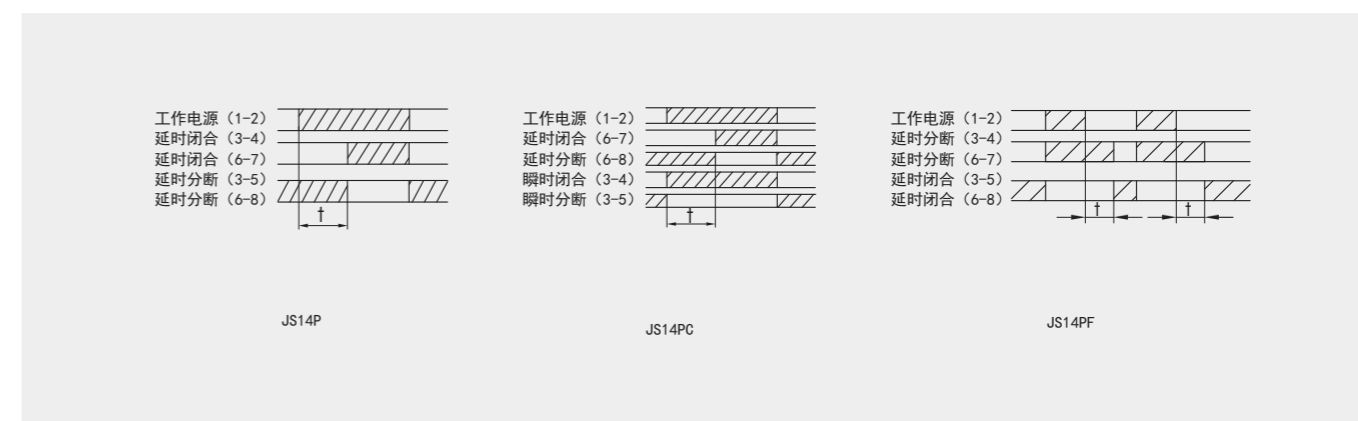 工作电源（1-2）
延时闭合（3-4）
延时闭合（6-7）
延时分断（3-5）
延时分断（6-8）
t
JS14P
工作电源（1-2）
延时闭合（6-7）
延时分断（6-8）
瞬时闭合（3-4）
瞬时分断（3-5）
t
JS14PC
工作电源（1-2）
延时分断（3-4）
延时分断（6-7）
延时闭合（3-5）
延时闭合（6-8）
t
t
JS14PF